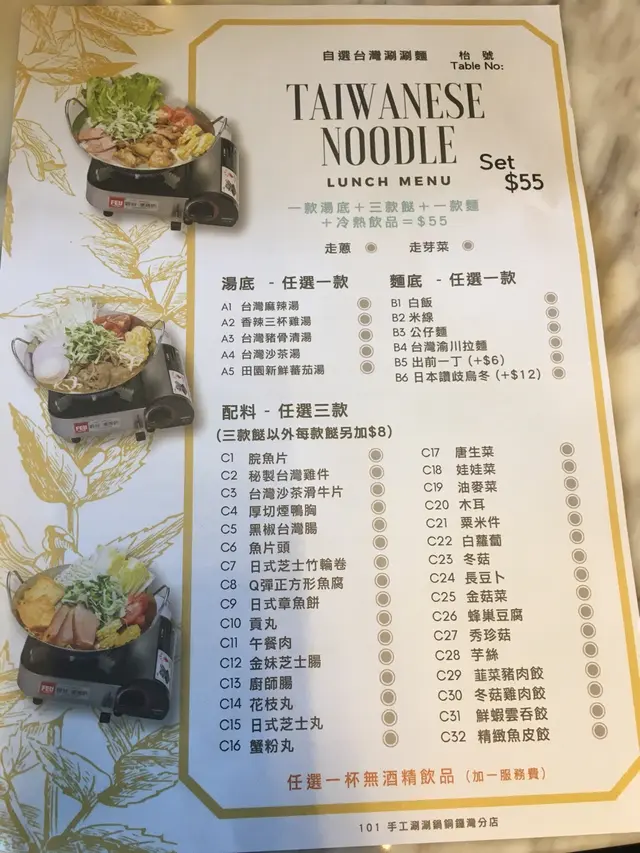 自選台灣涮涮麵
枱 號
Table No:
TAIWANESE
NOODLE
LUNCH MENU
Set
$55
一款湯底＋三款餸＋一款麵
＋冷熱飲品＝$55
走蔥
走芽菜
湯底 - 任選一款
A1 台灣麻辣湯
A2 香辣三杯雞湯
A3 台灣豬骨清湯
A4 台灣沙茶湯
A5 田園新鮮蕃茄湯
麵底 - 任選一款
B1 白飯
B2 米線
B3 公仔麵
B4 台灣渝川拉麵
B5 出前一丁 (+$6)
B6 日本讚歧烏冬 (+$12)
配料 - 任選三款
(三款餸以外每款餸另加$8)
C1 脘魚片
C2 秘製台灣雞件
C3 台灣沙茶滑牛片
C4 厚切煙鴨胸
C5 黑椒台灣腸
C6 魚片頭
C7 日式芝士竹輪卷
C8 Q彈正方形魚腐
C9 日式章魚餅
C10 貢丸
C11 午餐肉
C12 金妹芝士腸
C13 廚師腸
C14 花枝丸
C15 日式芝士丸
C16 蟹粉丸
C17 唐生菜
C18 娃娃菜
C19 油麥菜
C20 木耳
C21 粟米件
C22 白蘿蔔
C23 冬菇
C24 長豆卜
C25 金菇菜
C26 蜂巢豆腐
C27 秀珍菇
C28 芋絲
C29 韮菜豬肉餃
C30 冬菇雞肉餃
C31 鮮蝦雲吞餃
C32 精緻魚皮餃
任選一杯無酒精飲品 (加一服務費)
101 手工涮涮鍋銅鑼灣分店